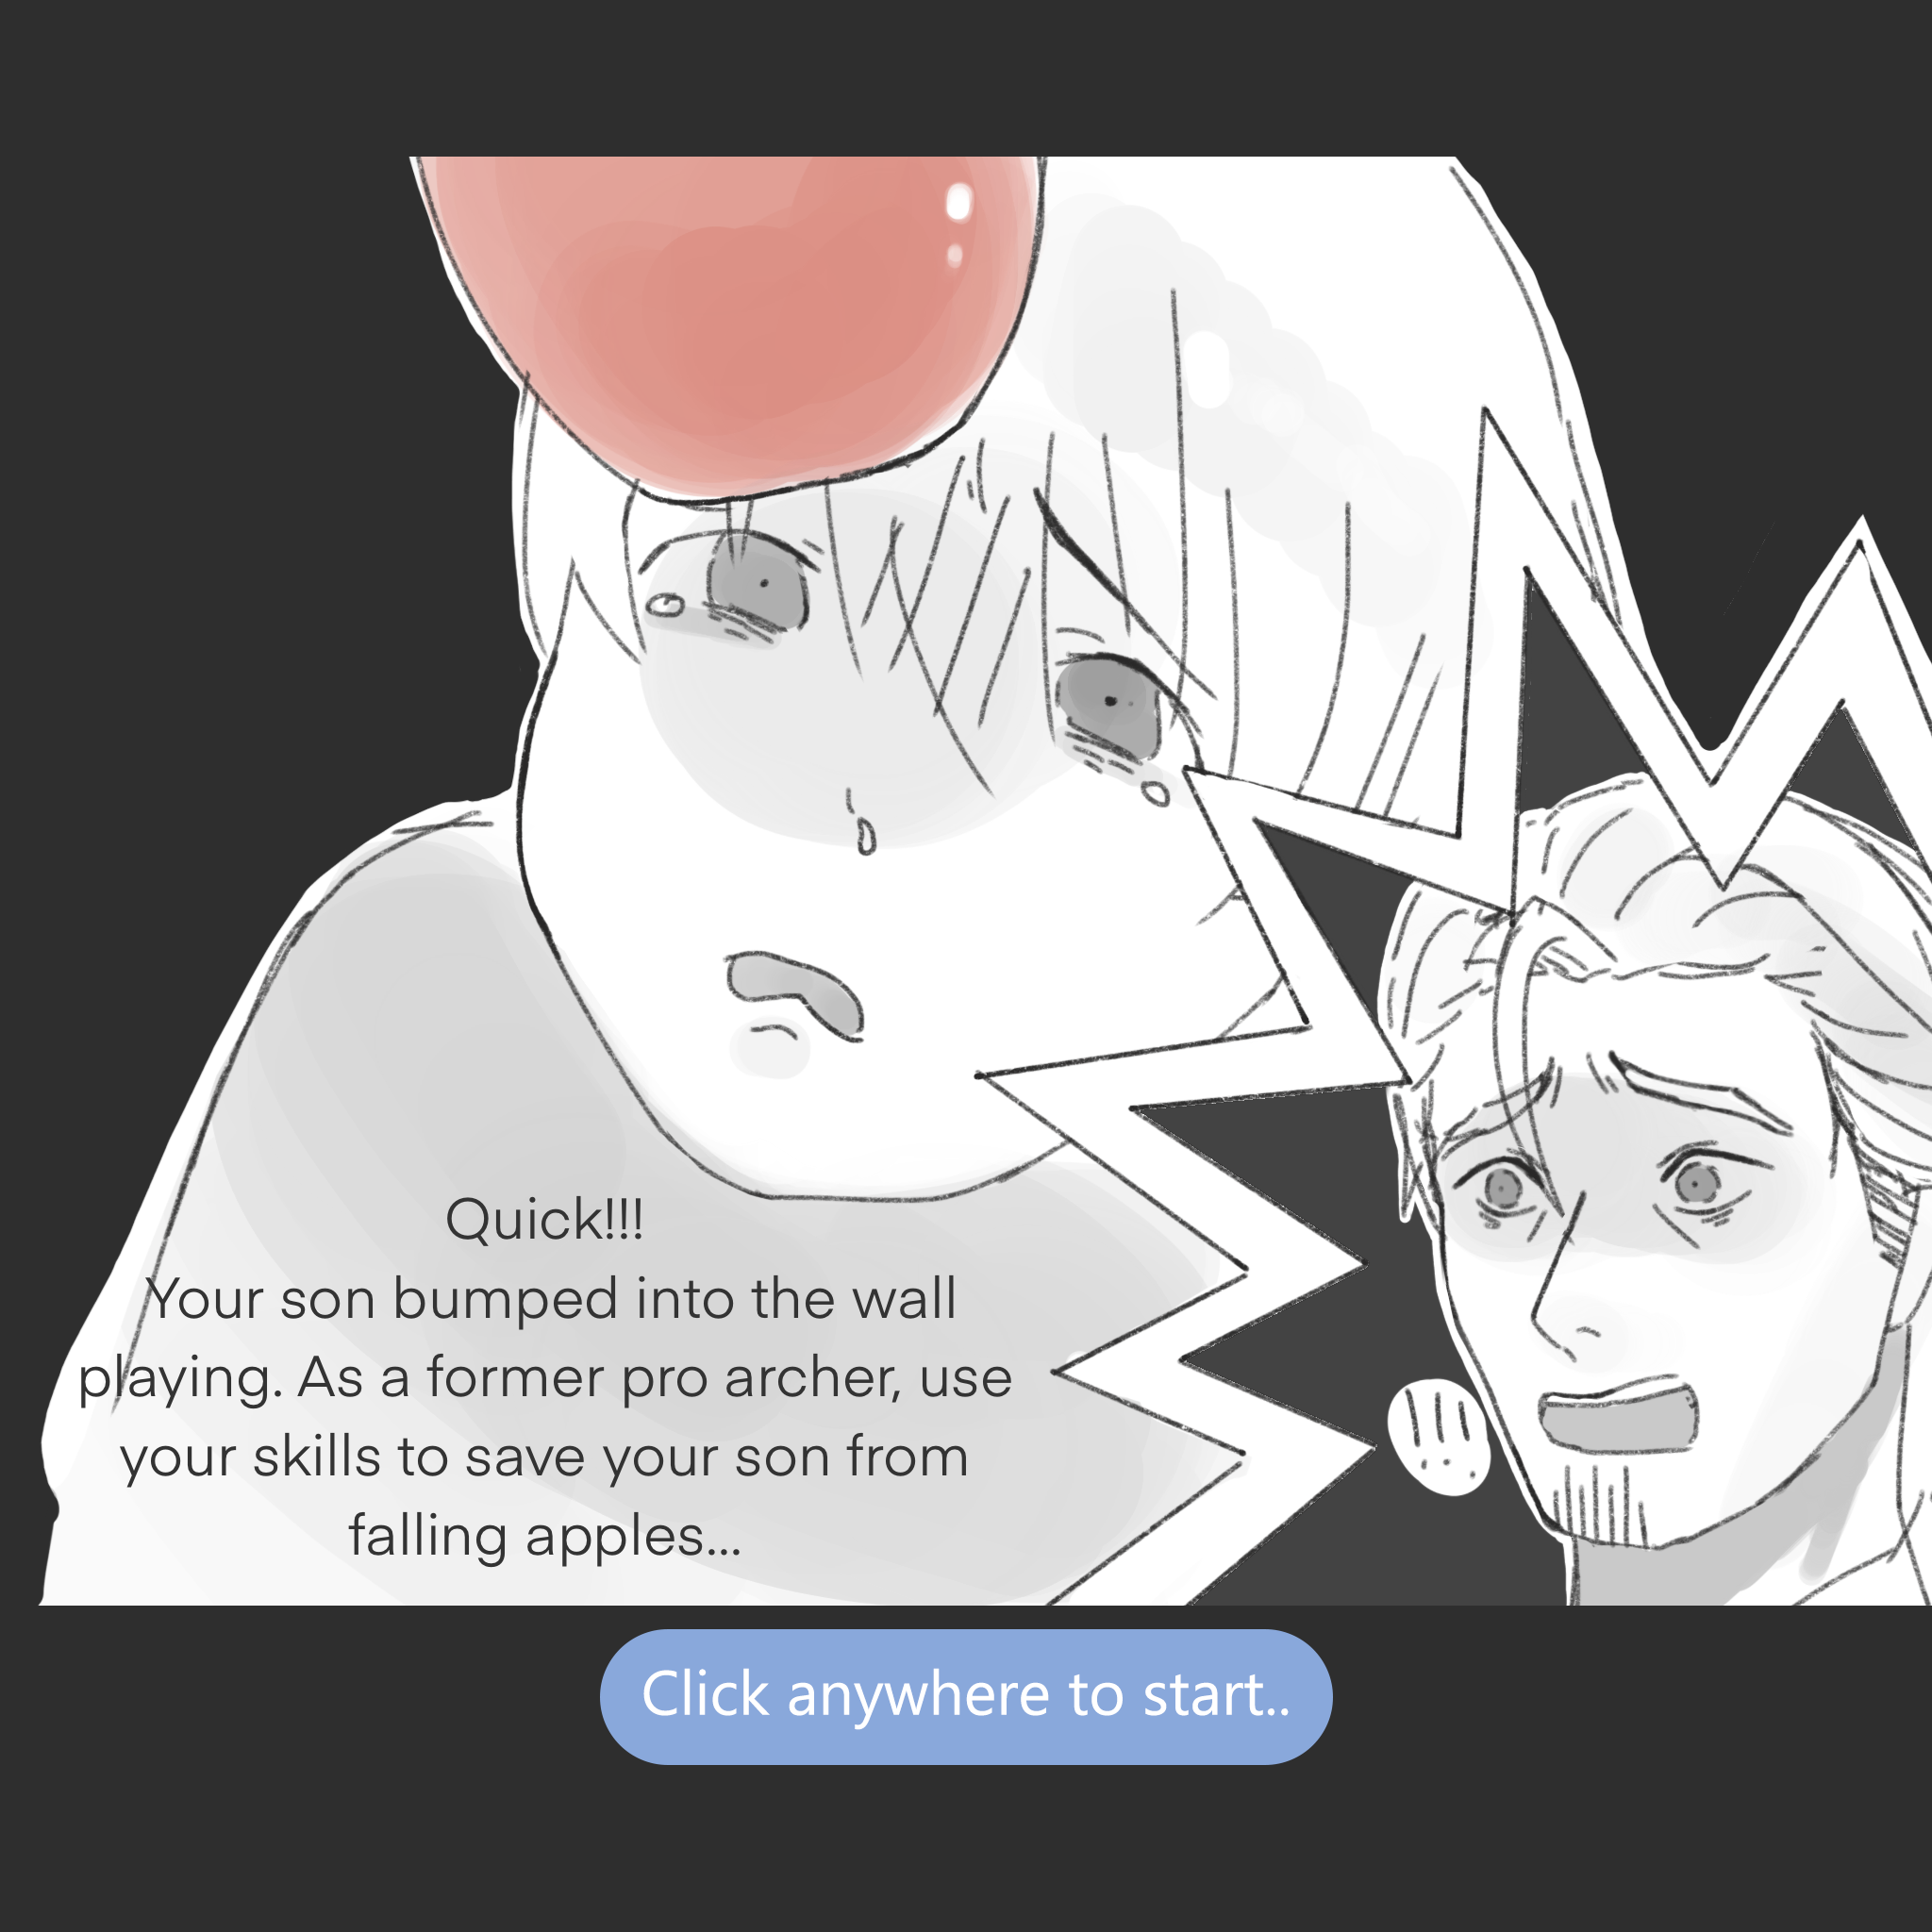 Quick!!!
Your son bumped into the wall
playing. As a former pro archer, use
your skills to save your son from
falling apples...
Click anywhere to start..